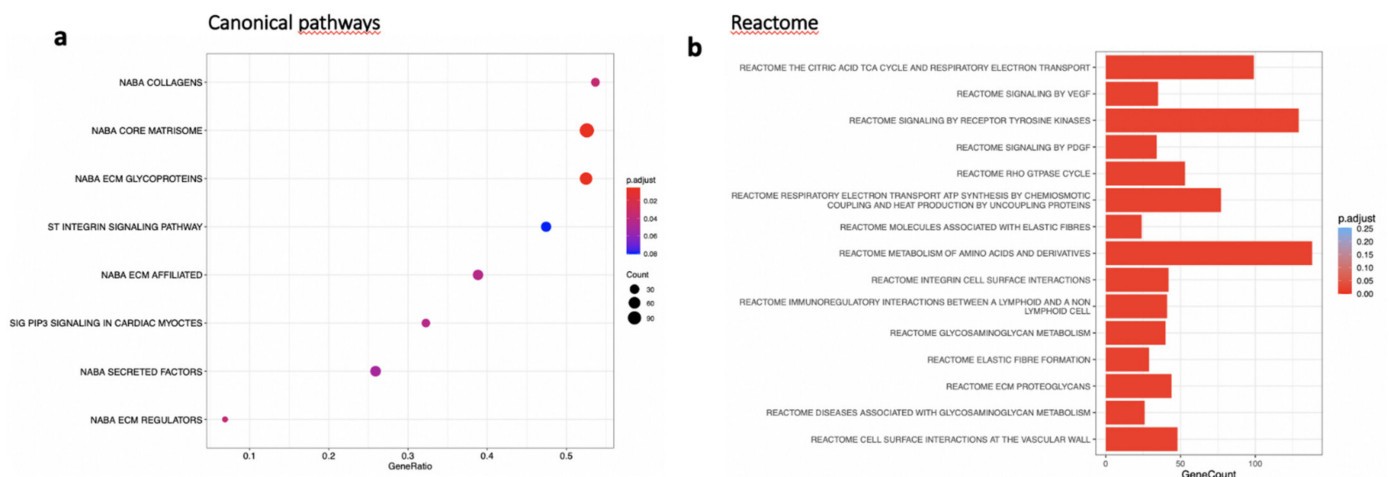 Canonical pathways
a
NABA COLLAGENS
NABA CORE MATRISOME
NABA ECM GLYCOPROTEINS
ST INTEGRIN SIGNALING PATHWAY
NABA ECM AFFILIATED
SIG PIP3 SIGNALING IN CARDIAC MYOCTES
NABA SECRETED FACTORS
NABA ECM REGULATORS
0.1 0.2 0.3 0.4 0.5
GeneRatio
p.adjust
0.02
0.04
0.06
0.08
Count
30
60
90
Reactome
b
REACTOME THE CITRIC ACID TCA CYCLE AND RESPIRATORY ELECTRON TRANSPORT
REACTOME SIGNALING BY VEGF
REACTOME SIGNALING BY RECEPTOR TYROSINE KINASES
REACTOME SIGNALING BY PDGF
REACTOME RHO GTPASE CYCLE
REACTOME RESPIRATORY ELECTRON TRANSPORT ATP SYNTHESIS BY CHEMIOSMOTIC
COUPLING AND HEAT PRODUCTION BY UNCOUPLING PROTEINS
REACTOME MOLECULES ASSOCIATED WITH ELASTIC FIBRES
REACTOME METABOLISM OF AMINO ACIDS AND DERIVATIVES
REACTOME INTEGRIN CELL SURFACE INTERACTIONS
REACTOME IMMUNOREGULATORY INTERACTIONS BETWEEN A LYMPHOID AND A NON
LYMPHOID CELL
REACTOME GLYCOSAMINOGLYCAN METABOLISM
REACTOME ELASTIC FIBRE FORMATION
REACTOME ECM PROTEOGLYCANS
REACTOME DISEASES ASSOCIATED WITH GLYCOSAMINOGLYCAN METABOLISM
REACTOME CELL SURFACE INTERACTIONS AT THE VASCULAR WALL
0 50 100
GeneCount
p.adjust
0.25
0.20
0.15
0.10
0.05
0.00